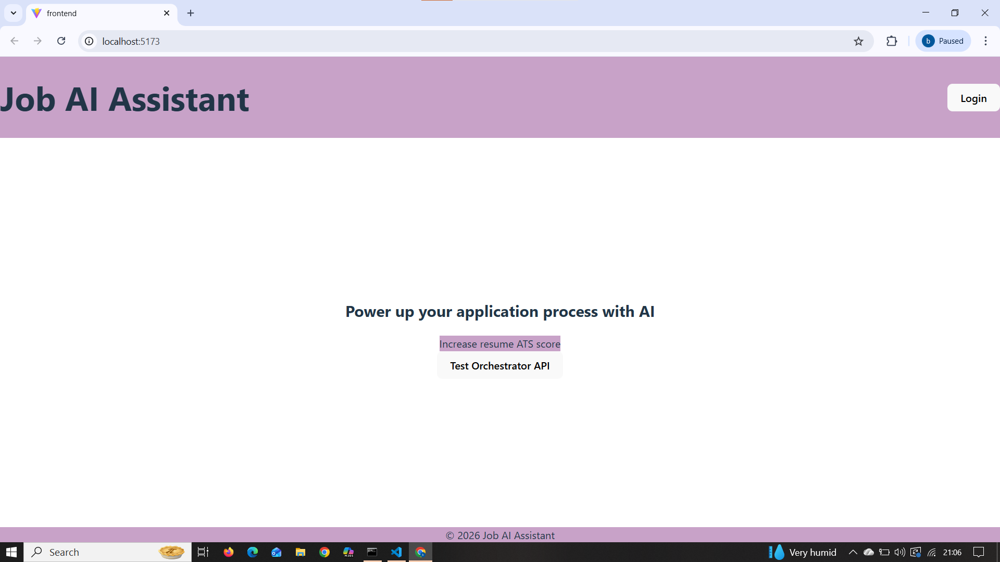 frontend
localhost:5173
b
Paused
Job AI Assistant
Login
Power up your application process with AI
Increase resume ATS score
Test Orchestrator API
© 2026 Job AI Assistant
Search
M365
Very humid
21:06